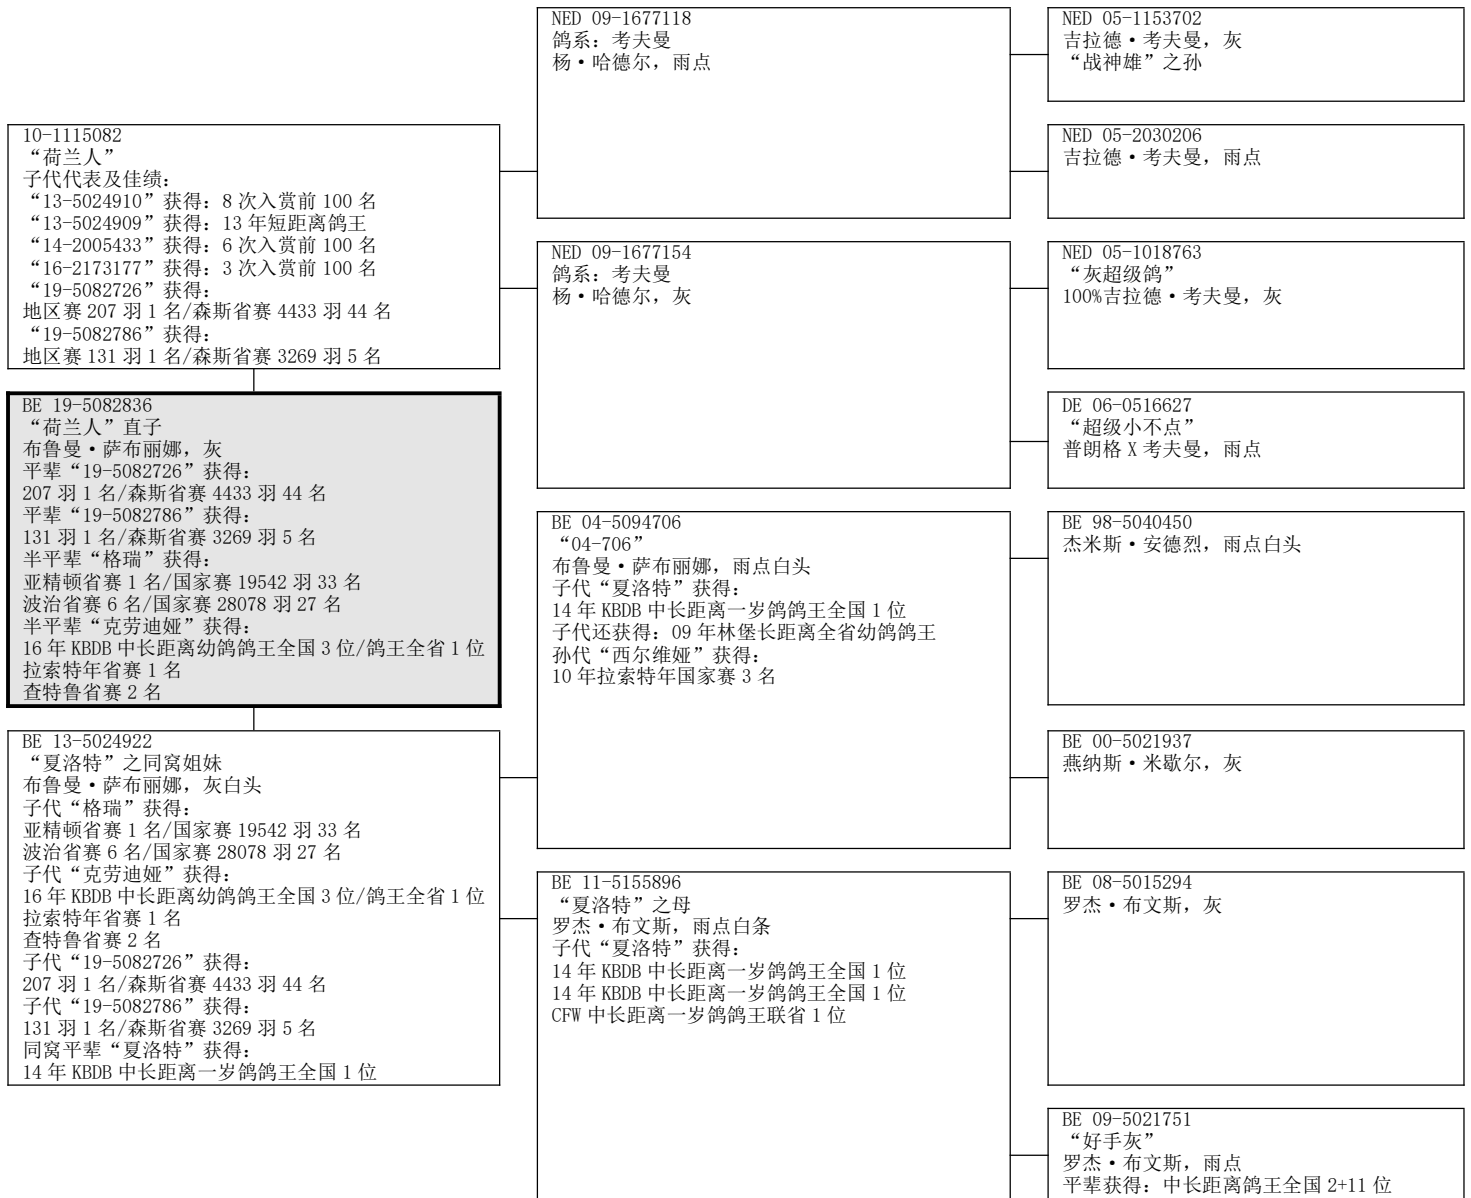 10-1115082
“荷兰人”
子代代表及佳绩：
“13-5024910”获得：8 次入赏前 100 名
“13-5024909”获得：13 年短距离鸽王
“14-2005433”获得：6 次入赏前 100 名
“16-2173177”获得：3 次入赏前 100 名
“19-5082726”获得：
地区赛 207 羽 1 名/森斯省赛 4433 羽 44 名
“19-5082786”获得：
地区赛 131 羽 1 名/森斯省赛 3269 羽 5 名
BE 19-5082836
“荷兰人”直子
布鲁曼•萨布丽娜，灰
平辈“19-5082726”获得：
207 羽 1 名/森斯省赛 4433 羽 44 名
平辈“19-5082786”获得：
131 羽 1 名/森斯省赛 3269 羽 5 名
半平辈“格瑞”获得：
亚精顿省赛 1 名/国家赛 19542 羽 33 名
波治省赛 6 名/国家赛 28078 羽 27 名
半平辈“克劳迪娅”获得：
16 年 KBDB 中长距离幼鸽鸽王全国 3 位/鸽王全省 1 位
拉索特年省赛 1 名
查特鲁省赛 2 名
BE 13-5024922
“夏洛特”之同窝姐妹
布鲁曼•萨布丽娜，灰白头
子代“格瑞”获得：
亚精顿省赛 1 名/国家赛 19542 羽 33 名
波治省赛 6 名/国家赛 28078 羽 27 名
子代“克劳迪娅”获得：
16 年 KBDB 中长距离幼鸽鸽王全国 3 位/鸽王全省 1 位
拉索特年省赛 1 名
查特鲁省赛 2 名
子代“19-5082726”获得：
207 羽 1 名/森斯省赛 4433 羽 44 名
子代“19-5082786”获得：
131 羽 1 名/森斯省赛 3269 羽 5 名
同窝平辈“夏洛特”获得：
14 年 KBDB 中长距离一岁鸽鸽王全国 1 位
NED 09-1677118
鸽系：考夫曼
杨•哈德尔，雨点
NED 09-1677154
鸽系：考夫曼
杨•哈德尔，灰
BE 04-5094706
“04-706”
布鲁曼•萨布丽娜，雨点白头
子代“夏洛特”获得：
14 年 KBDB 中长距离一岁鸽鸽王全国 1 位
子代还获得：09 年林堡长距离全省幼鸽鸽王
孙代“西尔维娅”获得：
10 年拉索特年国家赛 3 名
BE 11-5155896
“夏洛特”之母
罗杰•布文斯，雨点白条
子代“夏洛特”获得：
14 年 KBDB 中长距离一岁鸽鸽王全国 1 位
14 年 KBDB 中长距离一岁鸽鸽王全国 1 位
CFW 中长距离一岁鸽鸽王联省 1 位
NED 05-1153702
吉拉德•考夫曼，灰
“战神雄”之孙
NED 05-2030206
吉拉德•考夫曼，雨点
NED 05-1018763
“灰超级鸽”
100%吉拉德•考夫曼，灰
DE 06-0516627
“超级小不点”
普朗格 X 考夫曼，雨点
BE 98-5040450
杰米斯•安德烈，雨点白头
BE 00-5021937
燕纳斯•米歇尔，灰
BE 08-5015294
罗杰•布文斯，灰
BE 09-5021751
“好手灰”
罗杰•布文斯，雨点
平辈获得：中长距离鸽王全国 2+11 位